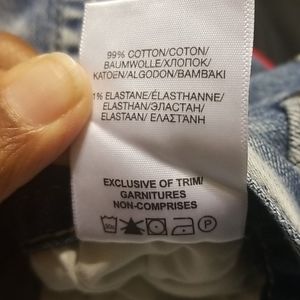 99% COTTON/COTON/
BAUMWOLLE/ХЛОПОК/
KATOEN/ALGODON/BAMBAKI
1% ELASTANE/ÉLASTHANNE/
ELASTHAN/ЭЛАСТАН/
ELASTAAN/ ΕΛΑΣΤΑΝΗ
EXCLUSIVE OF TRIM/
GARNITURES
NON-COMPRISES
P